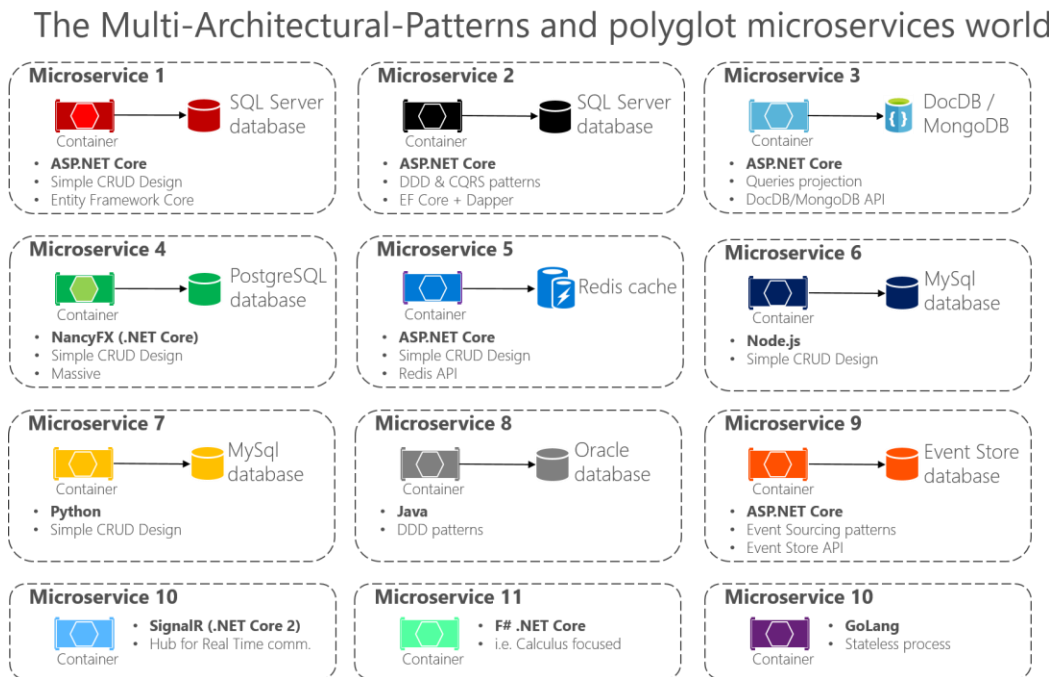 The Multi-Architectural-Patterns and polyglot microservices world
Microservice 1
SQL Server
database
Container
• ASP.NET Core
• Simple CRUD Design
• Entity Framework Core
Microservice 2
SQL Server
database
Container
• ASP.NET Core
• DDD & CQRS patterns
• EF Core + Dapper
Microservice 3
{ }
DocDB /
MongoDB
Container
• ASP.NET Core
• Queries projection
• DocDB/MongoDB API
Microservice 4
PostgreSQL
database
Container
• NancyFX (.NET Core)
• Simple CRUD Design
• Massive
Microservice 5
Redis cache
Container
• ASP.NET Core
• Simple CRUD Design
• Redis API
Microservice 6
MySql
database
Container
• Node.js
• Simple CRUD Design
Microservice 7
MySql
database
Container
• Python
• Simple CRUD Design
Microservice 8
Oracle
database
Container
• Java
• DDD patterns
Microservice 9
Event Store
database
Container
• ASP.NET Core
• Event Sourcing patterns
• Event Store API
Microservice 10
Container
• SignalR (.NET Core 2)
• Hub for Real Time comm.
Microservice 11
Container
• F# .NET Core
• i.e. Calculus focused
Microservice 10
Container
• GoLang
• Stateless process